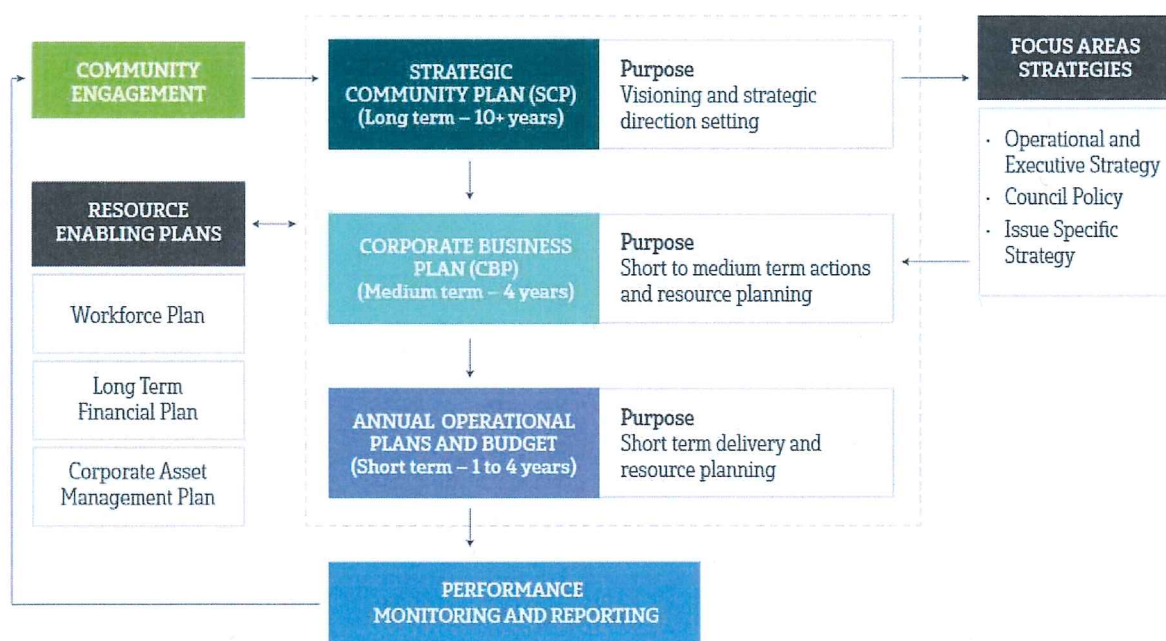 COMMUNITY
ENGAGEMENT
STRATEGIC
COMMUNITY PLAN (SCP)
(Long term – 10+ years)
Purpose
Visioning and strategic
direction setting
FOCUS AREAS
STRATEGIES
· Operational and
Executive Strategy
· Council Policy
· Issue Specific
Strategy
RESOURCE
ENABLING PLANS
Workforce Plan
Long Term
Financial Plan
Corporate Asset
Management Plan
CORPORATE BUSINESS
PLAN (CBP)
(Medium term – 4 years)
Purpose
Short to medium term actions
and resource planning
ANNUAL OPERATIONAL
PLANS AND BUDGET
(Short term – 1 to 4 years)
Purpose
Short term delivery and
resource planning
PERFORMANCE
MONITORING AND REPORTING